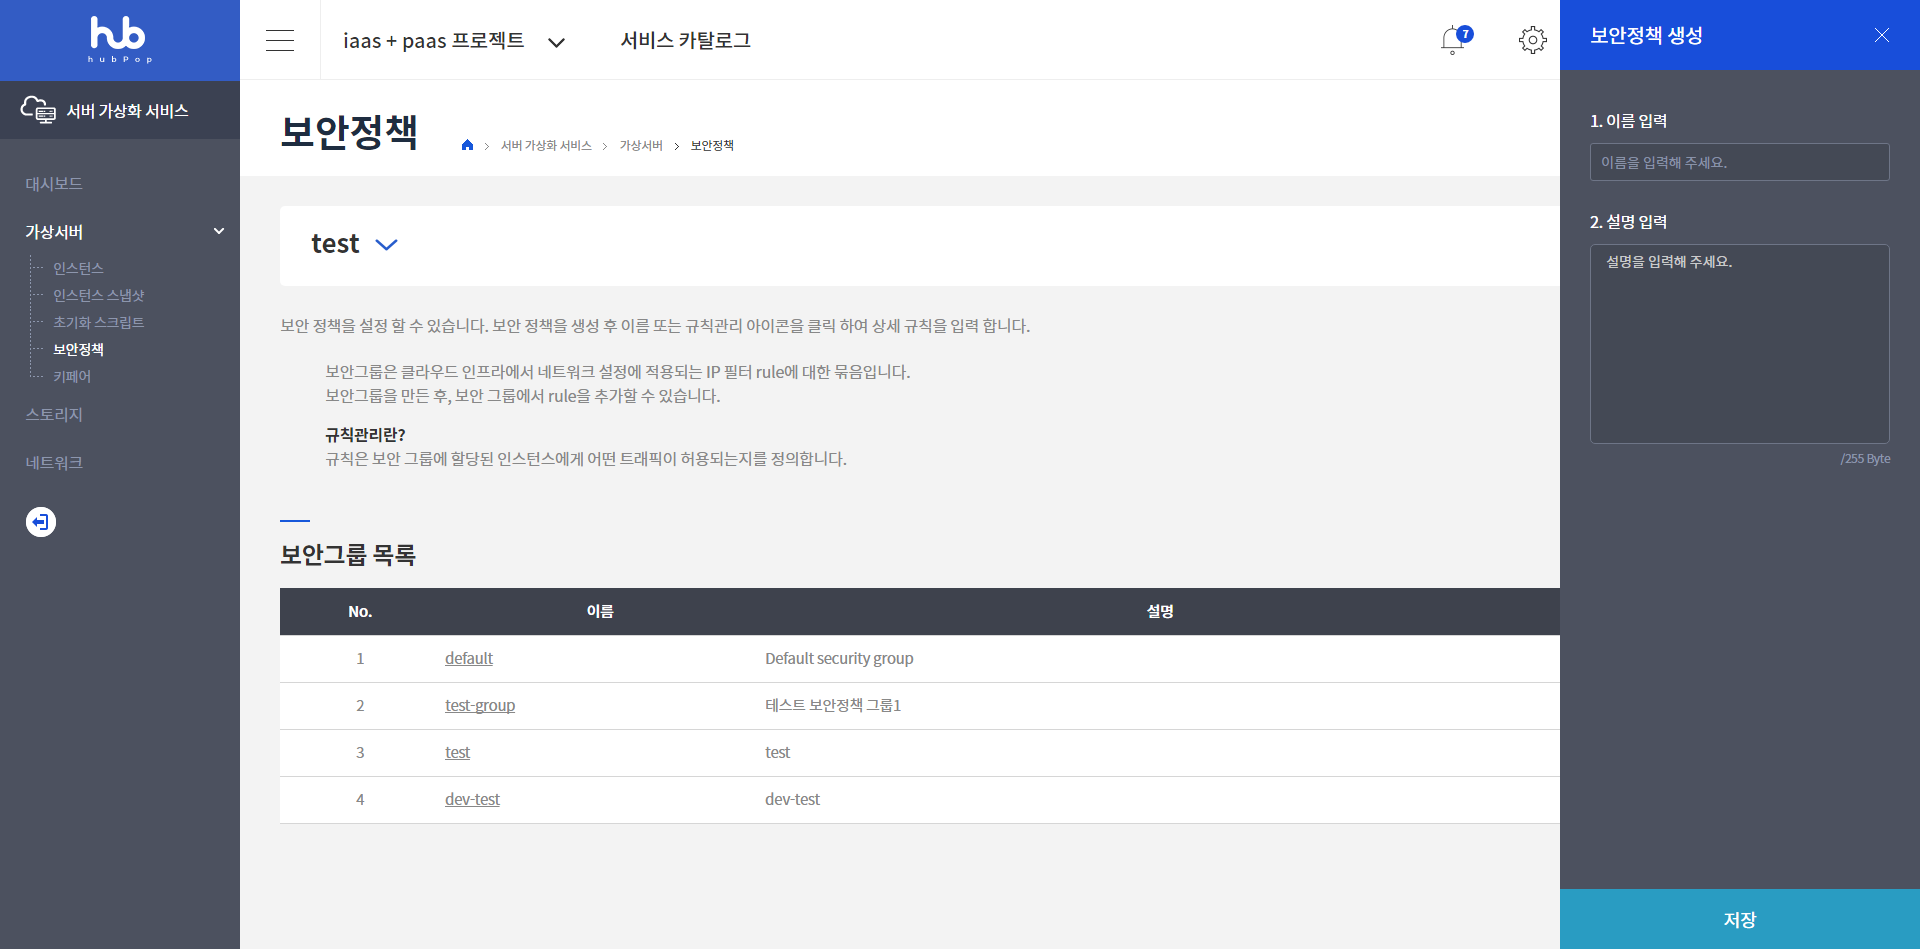 hub
hubPop
서버 가상화 서비스
대시보드
가상서버
인스턴스
인스턴스 스냅샷
초기화 스크립트
보안정책
키페어
스토리지
네트워크
iaas + paas 프로젝트
서비스 카탈로그
7
보안정책
서버 가상화 서비스
가상서버
보안정책
test
보안 정책을 설정 할 수 있습니다. 보안 정책을 생성 후 이름 또는 규칙관리 아이콘을 클릭 하여 상세 규칙을 입력 합니다.
보안그룹은 클라우드 인프라에서 네트워크 설정에 적용되는 IP 필터 rule에 대한 묶음입니다.
보안그룹을 만든 후, 보안 그룹에서 rule을 추가할 수 있습니다.
규칙관리란?
규칙은 보안 그룹에 할당된 인스턴스에게 어떤 트래픽이 허용되는지를 정의합니다.
보안그룹 목록
No. 이름 설명
1 default Default security group
2 test-group 테스트 보안정책 그룹1
3 test test
4 dev-test dev-test
보안정책 생성
1. 이름 입력
이름을 입력해 주세요.
2. 설명 입력
설명을 입력해 주세요.
/255 Byte
저장